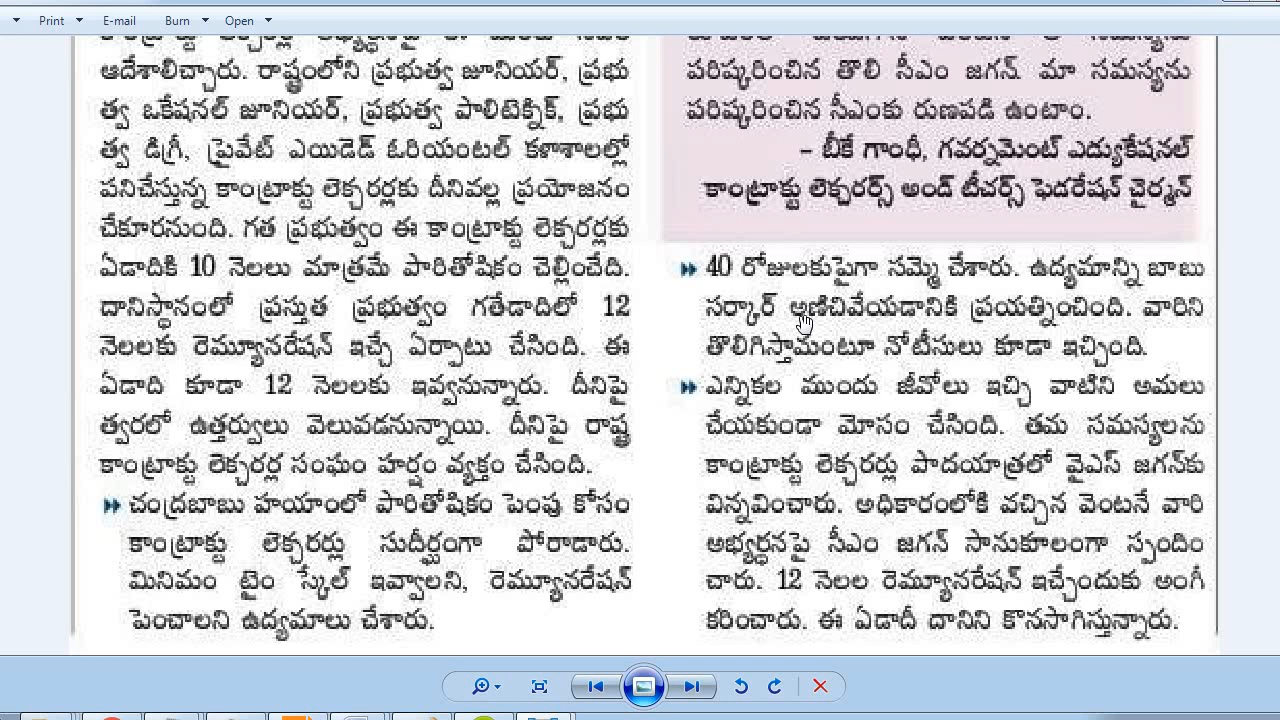 Print
E-mail
Burn
Open
ఆదేశాలిచ్చారు. రాష్ట్రంలోని ప్రభుత్వ జూనియర్, ప్రభు
త్వ ఒకేషనల్ జూనియర్, ప్రభుత్వ పాలిటెక్నిక్, ప్రభు
త్వ డిగ్రీ, ప్రైవేట్ ఎయిడెడ్ ఓరియంటల్ కళాశాలల్లో
పనిచేస్తున్న కాంట్రాక్టు లెక్చరర్లకు దీనివల్ల ప్రయోజనం
చేకూరనుంది. గత ప్రభుత్వం ఈ కాంట్రాక్టు లెక్చరర్లకు
ఏడాదికి 10 నెలలు మాత్రమే పారితోషికం చెల్లించేది.
దానిస్థానంలో ప్రస్తుత ప్రభుత్వం గతేడాదిలో 12
నెలలకు రెమ్యూనరేషన్ ఇచ్చే ఏర్పాటు చేసింది. ఈ
ఏడాది కూడా 12 నెలలకు ఇవ్వనున్నారు. దీనిపై
త్వరలో ఉత్తర్వులు వెలువడనున్నాయి. దీనిపై రాష్ట్ర
కాంట్రాక్టు లెక్చరర్ల సంఘం హర్షం వ్యక్తం చేసింది.
చంద్రబాబు హయాంలో పారితోషికం పెంపు కోసం
కాంట్రాక్టు లెక్చరర్లు సుదీర్ఘంగా పోరాడారు.
మినిమం టైం స్కేల్ ఇవ్వాలని, రెమ్యూనరేషన్
పెంచాలని ఉద్యమాలు చేశారు.
పరిష్కరించిన తొలి సీఎం జగన్. మా సమస్యను
పరిష్కరించిన సీఎంకు రుణపడి ఉంటాం.
– బీకే గాంధీ, గవర్నమెంట్ ఎడ్యుకేషనల్
కాంట్రాక్టు లెక్చరర్స్ అండ్ టీచర్స్ ఫెడరేషన్ చైర్మన్
40 రోజులకుపైగా సమ్మె చేశారు. ఉద్యమాన్ని బాబు
సర్కార్ అణిచివేయడానికి ప్రయత్నించింది. వారిని
తొలిగిస్తామంటూ నోటీసులు కూడా ఇచ్చింది.
ఎన్నికల ముందు జీవోలు ఇచ్చి వాటిని అమలు
చేయకుండా మోసం చేసింది. తమ సమస్యలను
కాంట్రాక్టు లెక్చరర్లు పాదయాత్రలో వైఎస్ జగన్‌కు
విన్నవించారు. అధికారంలోకి వచ్చిన వెంటనే వారి
అభ్యర్థనపై సీఎం జగన్ సానుకూలంగా స్పందిం
చారు. 12 నెలల రెమ్యూనరేషన్ ఇచ్చేందుకు అంగీ
కరించారు. ఈ ఏడాదీ దానిని కొనసాగిస్తున్నారు.